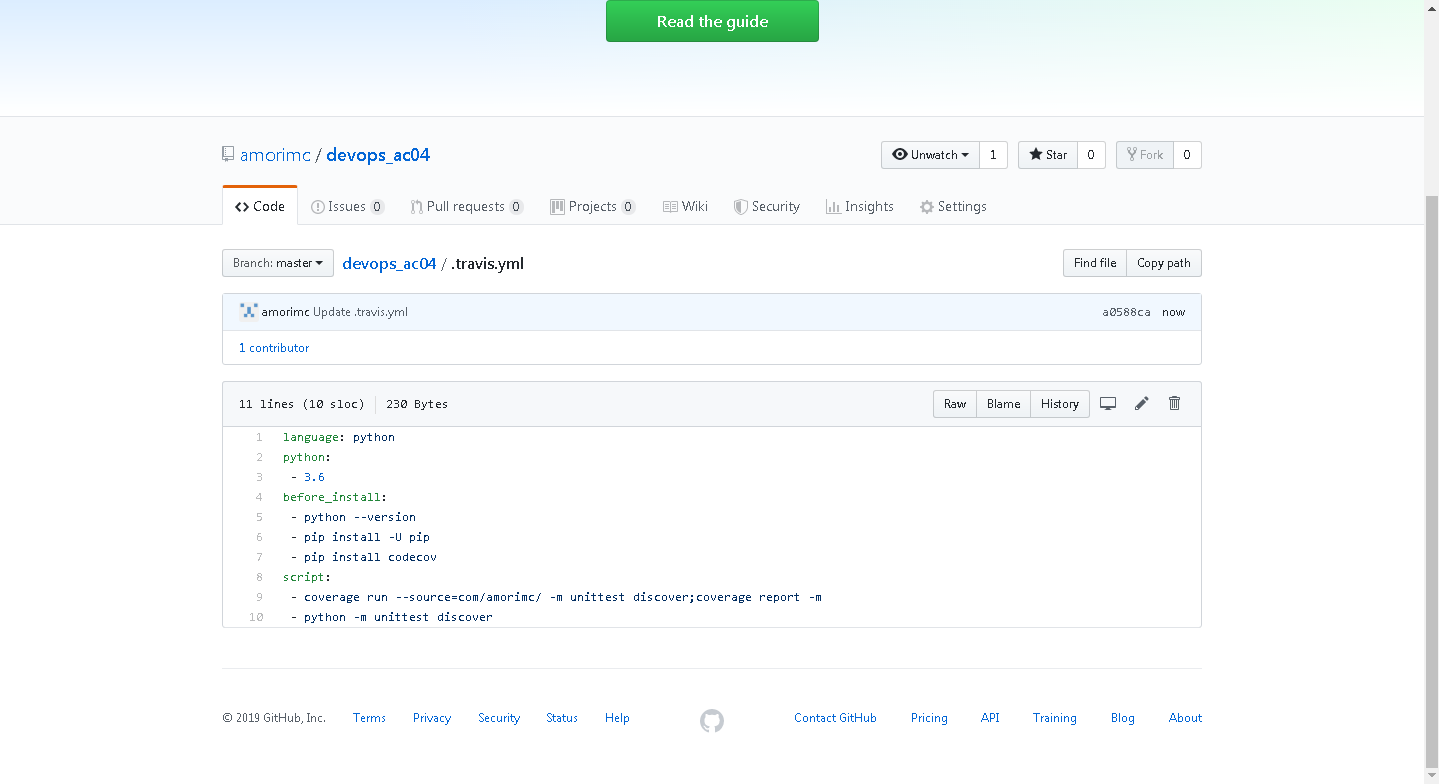 Read the guide
amorimc / devops_ac04
Unwatch 1 Star 0 Fork 0
Code Issues 0 Pull requests 0 Projects 0 Wiki Security Insights Settings
Branch: master devops_ac04 / .travis.yml Find file Copy path
amorimc Update .travis.yml a0588ca now
1 contributor
11 lines (10 sloc) 230 Bytes Raw Blame History
1 language: python
2 python:
3 - 3.6
4 before_install:
5 - python --version
6 - pip install -U pip
7 - pip install codecov
8 script:
9 - coverage run --source=com/amorimc/ -m unittest discover;coverage report -m
10 - python -m unittest discover
© 2019 GitHub, Inc. Terms Privacy Security Status Help Contact GitHub Pricing API Training Blog About